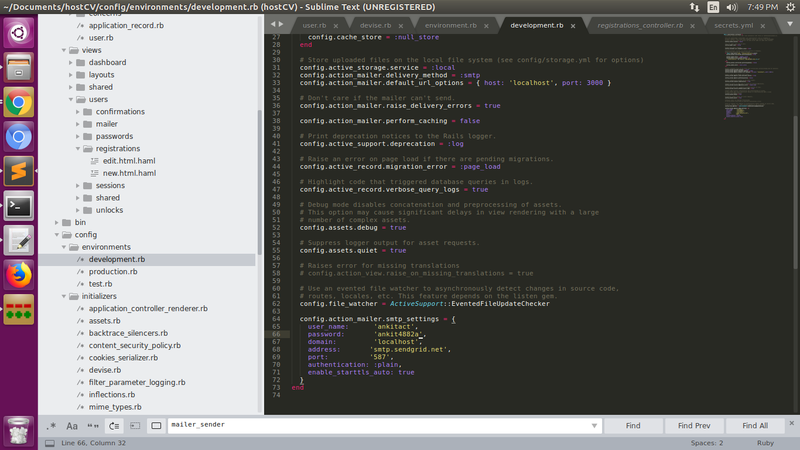 ~/Documents/hostCV/config/environments/development.rb (hostCV) - Sublime Text (UNREGISTERED)
En
7:49 PM
concerns
application_record.rb
user.rb
views
dashboard
layouts
shared
users
confirmations
mailer
passwords
registrations
edit.html.haml
new.html.haml
sessions
shared
unlocks
bin
config
environments
development.rb
production.rb
test.rb
initializers
application_controller_renderer.rb
assets.rb
backtrace_silencers.rb
content_security_policy.rb
cookies_serializer.rb
devise.rb
filter_parameter_logging.rb
inflections.rb
mime_types.rb
user.rb
devise.rb
environment.rb
development.rb
registrations_controller.rb
secrets.yml
27 config.cache_store = :null_store
28 end
29
30 # Store uploaded files on the local file system (see config/storage.yml for options)
31 config.active_storage.service = :local
32 config.action_mailer.delivery_method = :smtp
33 config.action_mailer.default_url_options = { host: 'localhost', port: 3000 }
34
35 # Don't care if the mailer can't send.
36 config.action_mailer.raise_delivery_errors = true
37
38 config.action_mailer.perform_caching = false
39
40 # Print deprecation notices to the Rails logger.
41 config.active_support.deprecation = :log
42
43 # Raise an error on page load if there are pending migrations.
44 config.active_record.migration_error = :page_load
45
46 # Highlight code that triggered database queries in logs.
47 config.active_record.verbose_query_logs = true
48
49 # Debug mode disables concatenation and preprocessing of assets.
50 # This option may cause significant delays in view rendering with a large
51 # number of complex assets.
52 config.assets.debug = true
53
54 # Suppress logger output for asset requests.
55 config.assets.quiet = true
56
57 # Raises error for missing translations
58 # config.action_view.raise_on_missing_translations = true
59
60 # Use an evented file watcher to asynchronously detect changes in source code,
61 # routes, locales, etc. This feature depends on the listen gem.
62 config.file_watcher = ActiveSupport::EventedFileUpdateChecker
63
64 config.action_mailer.smtp_settings = {
65 user_name: 'ankitact',
66 password: 'ankit4882a',
67 domain: 'localhost',
68 address: 'smtp.sendgrid.net',
69 port: '587',
70 authentication: :plain,
71 enable_starttls_auto: true
72 }
73 end
74
.*
Aa
mailer_sender
Find
Find Prev
Find All
Line 66, Column 32
Spaces: 2
Ruby